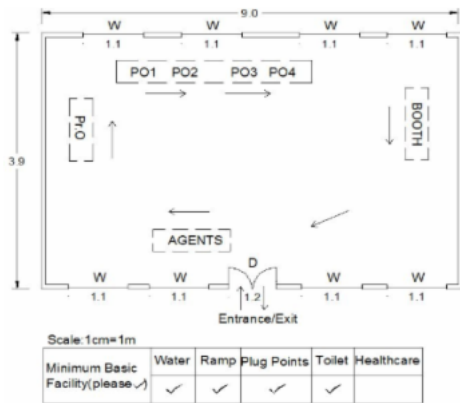 9.0
W W W W
1.1 1.1 1.1 1.1
PO1 PO2 PO3 PO4
Pr.O
BOOTH
3.9
AGENTS
D
W W W W
1.1 1.1 1.2 1.1 1.1
Entrance/Exit
Scale:1cm=1m
Minimum Basic Facility(please ✓)
Water Ramp Plug Points Toilet Healthcare
✓ ✓ ✓ ✓